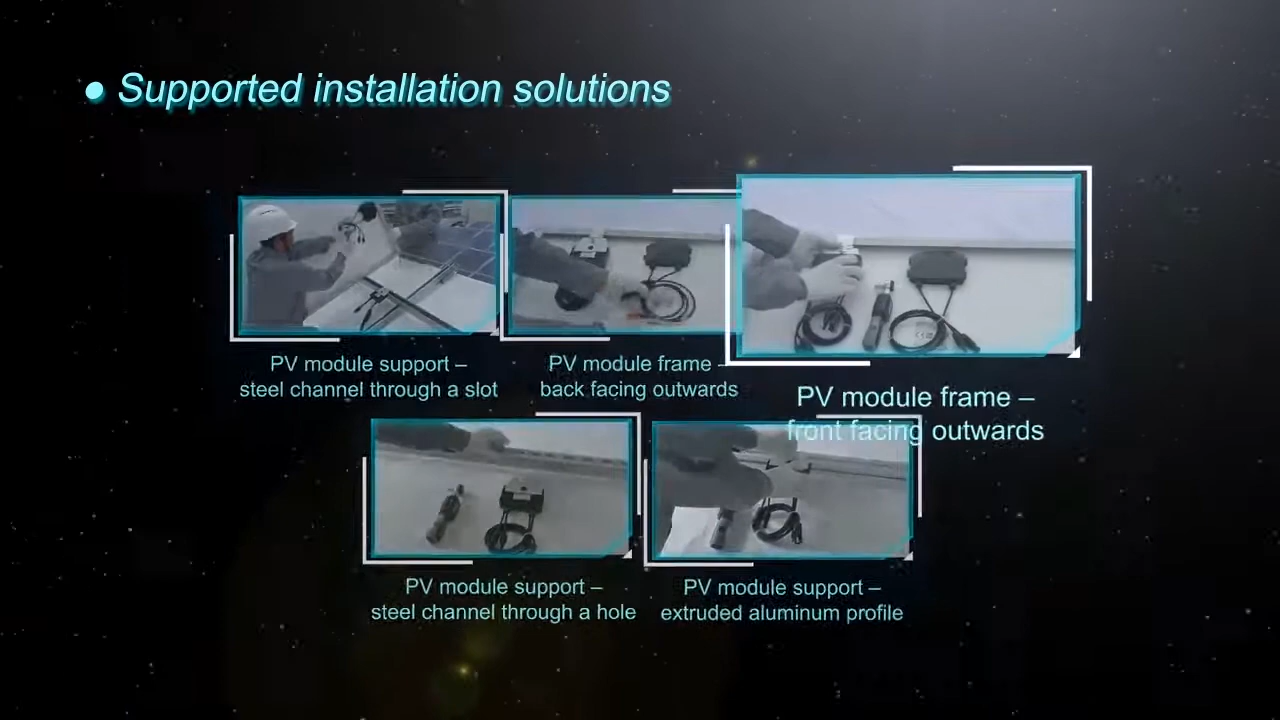 ● Supported installation solutions
PV module support –
steel channel through a slot
PV module frame –
back facing outwards
PV module frame –
front facing outwards
PV module support –
steel channel through a hole
PV module support –
extruded aluminum profile